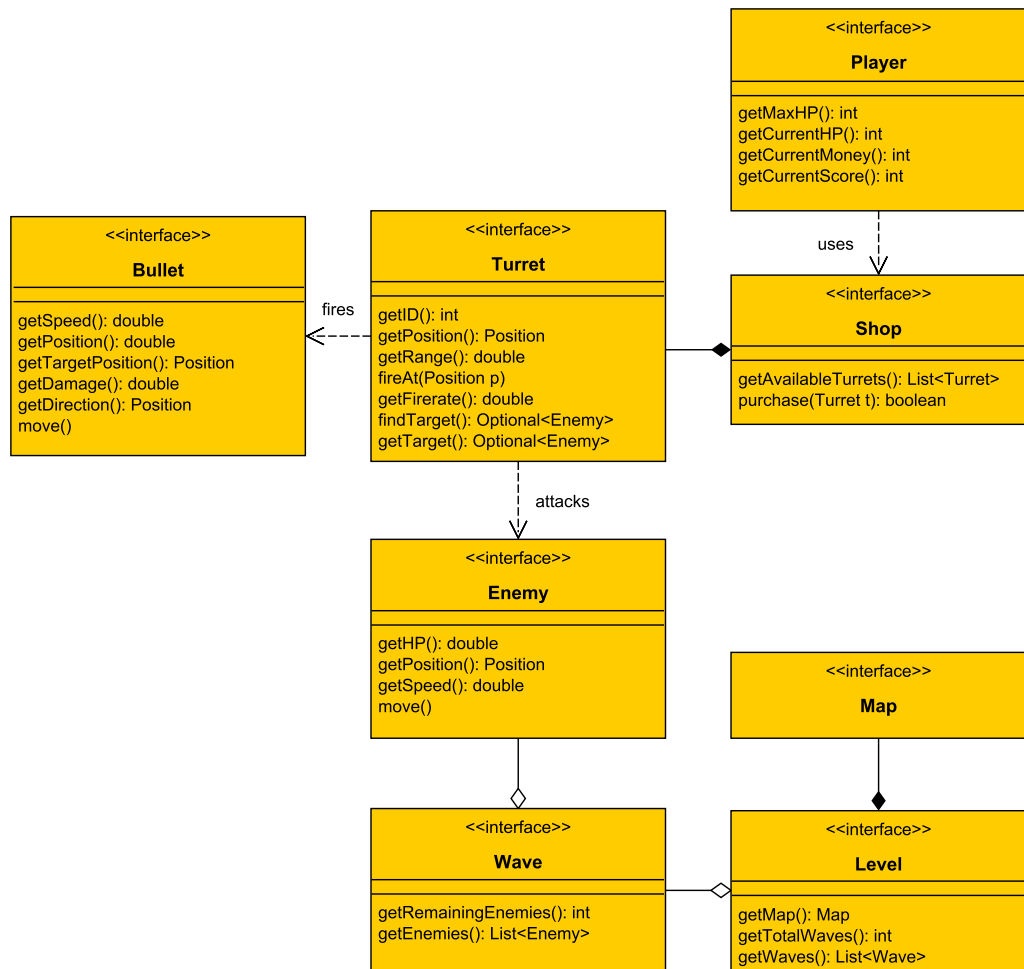 <<interface>>
Player
getMaxHP(): int
getCurrentHP(): int
getCurrentMoney(): int
getCurrentScore(): int
uses
<<interface>>
Bullet
getSpeed(): double
getPosition(): double
getTargetPosition(): Position
getDamage(): double
getDirection(): Position
move()
fires
<<interface>>
Turret
getID(): int
getPosition(): Position
getRange(): double
fireAt(Position p)
getFirerate(): double
findTarget(): Optional<Enemy>
getTarget(): Optional<Enemy>
<<interface>>
Shop
getAvailableTurrets(): List<Turret>
purchase(Turret t): boolean
attacks
<<interface>>
Enemy
getHP(): double
getPosition(): Position
getSpeed(): double
move()
<<interface>>
Map
<<interface>>
Wave
getRemainingEnemies(): int
getEnemies(): List<Enemy>
<<interface>>
Level
getMap(): Map
getTotalWaves(): int
getWaves(): List<Wave>